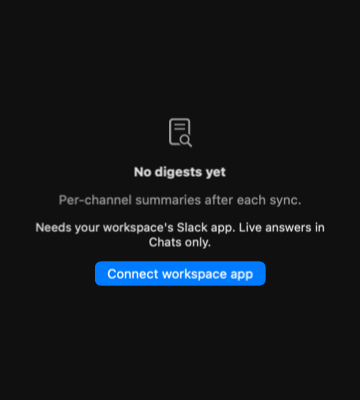 No digests yet
Per-channel summaries after each sync.
Needs your workspace's Slack app. Live answers in
Chats only.
Connect workspace app